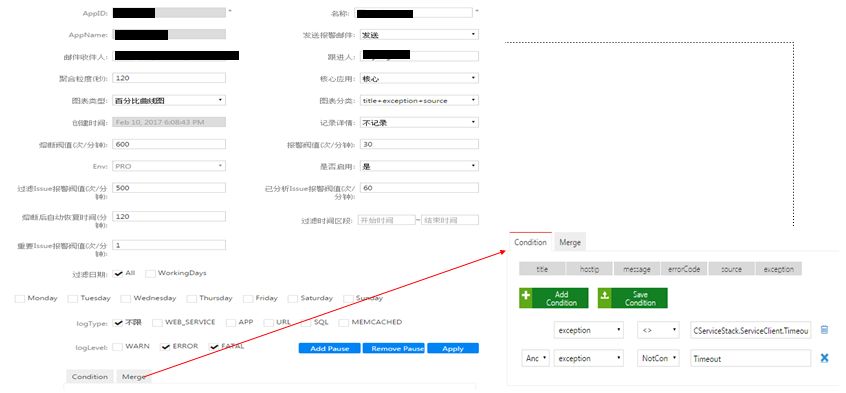 AppID: * 名称: *
AppName: 发送报警邮件: 发送
邮件收件人: 跟进人:
聚合粒度(秒): 120 核心应用: 核心
图表类型: 百分比曲线图 图表分类: title+exception+source
创建时间: Feb 10, 2017 6:08:43 PM 记录详情: 不记录
熔断阀值(次/分钟): 600 报警阀值(次/分钟): 30
Env: PRO 是否启用: 是
过滤Issue报警阀值(次/分钟): 500 已分析Issue报警阀值(次/分钟): 60
熔断后自动恢复时间(分钟): 120 过滤时间区段: 开始时间 ~ 结束时间
重要Issue报警阀值(次/分钟): 1
过滤日期: All WorkingDays
Monday Tuesday Wednesday Thursday Friday Saturday Sunday
logType: 不限 WEB_SERVICE APP URL SQL MEMCACHED
logLevel: WARN ERROR FATAL Add Pause Remove Pause Apply
Condition Merge
Condition Merge
title hostip message errorCode source exception
Add Condition Save Condition
exception <> CServiceStack.ServiceClient.Timeou
Anc exception NotCon Timeout